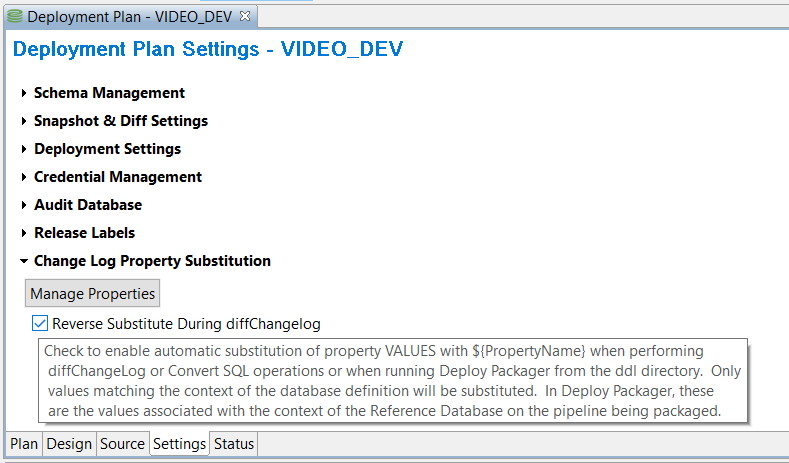 Deployment Plan - VIDEO_DEV
Deployment Plan Settings - VIDEO_DEV
Schema Management
Snapshot & Diff Settings
Deployment Settings
Credential Management
Audit Database
Release Labels
Change Log Property Substitution
Manage Properties
Reverse Substitute During diffChangelog
Check to enable automatic substitution of property VALUES with ${PropertyName} when performing
diffChangeLog or Convert SQL operations or when running Deploy Packager from the ddl directory.  Only
values matching the context of the database definition will be substituted.  In Deploy Packager, these
are the values associated with the context of the Reference Database on the pipeline being packaged.
Plan Design Source Settings Status